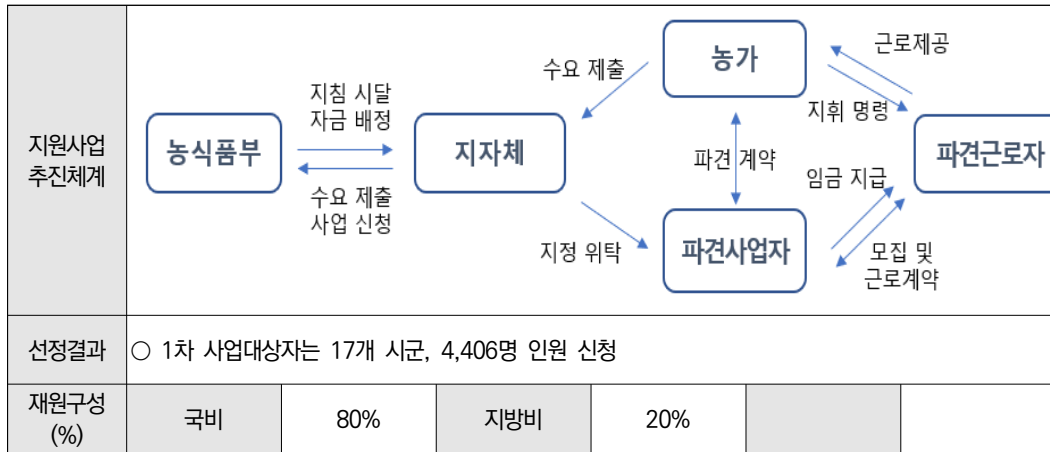 지원사업
추진체계
농식품부
지침 시달
자금 배정
수요 제출
사업 신청
지자체
수요 제출
지정 위탁
농가
파견 계약
파견사업자
근로제공
지휘 명령
파견근로자
임금 지급
모집 및
근로계약
선정결과
○ 1차 사업대상자는 17개 시군, 4,406명 인원 신청
재원구성
(%)
국비
80%
지방비
20%